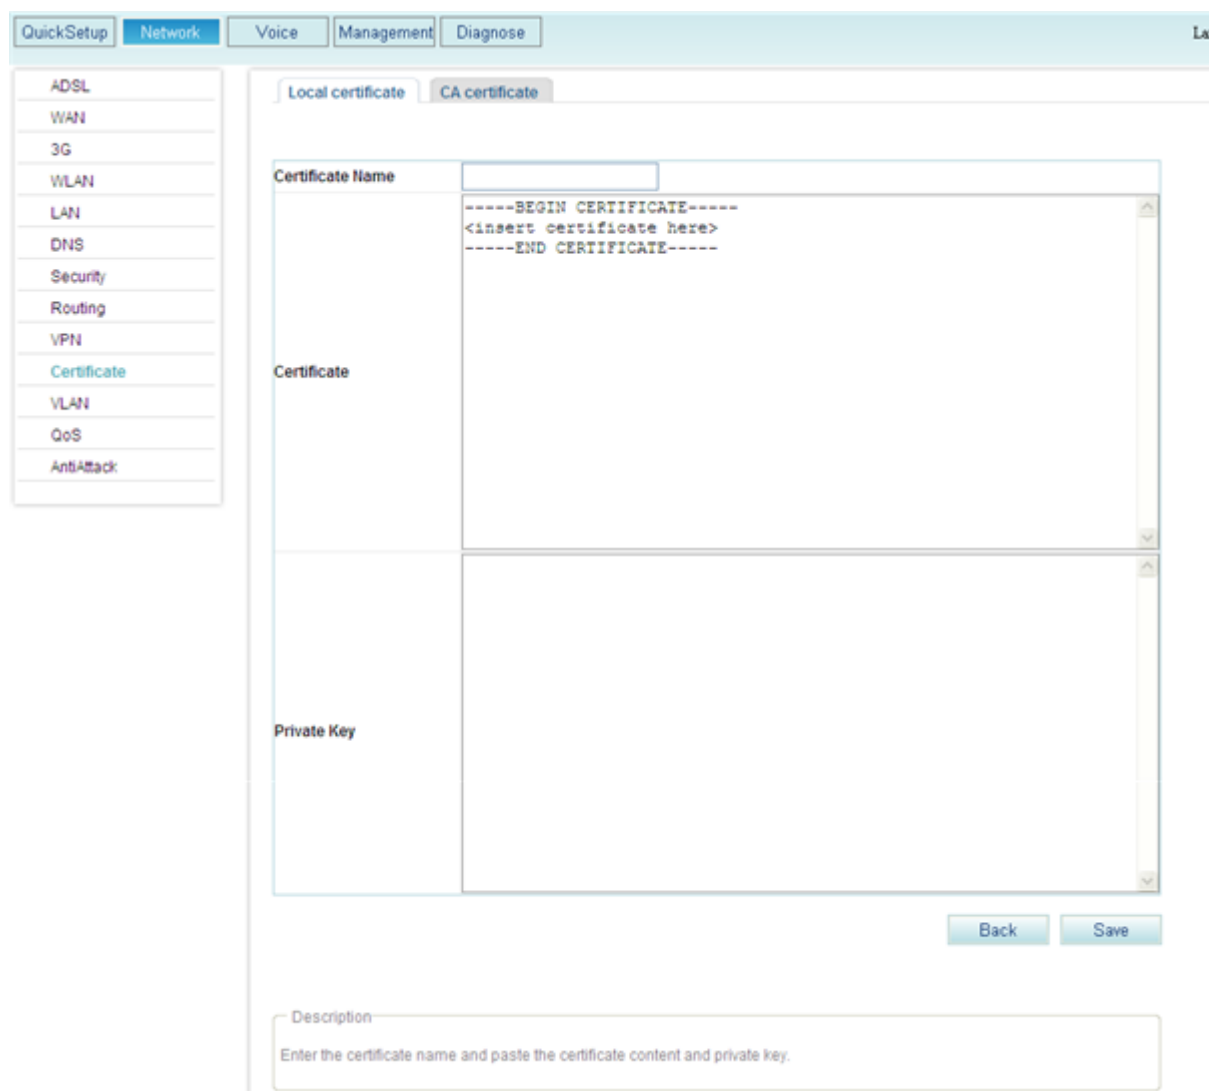 QuickSetup Network Voice Management Diagnose
ADSL
WAN
3G
WLAN
LAN
DNS
Security
Routing
VPN
Certificate
VLAN
QoS
AntiAttack
Local certificate CA certificate
Certificate Name
Certificate
-----BEGIN CERTIFICATE-----
<insert certificate here>
-----END CERTIFICATE-----
Private Key
Back Save
Description
Enter the certificate name and paste the certificate content and private key.